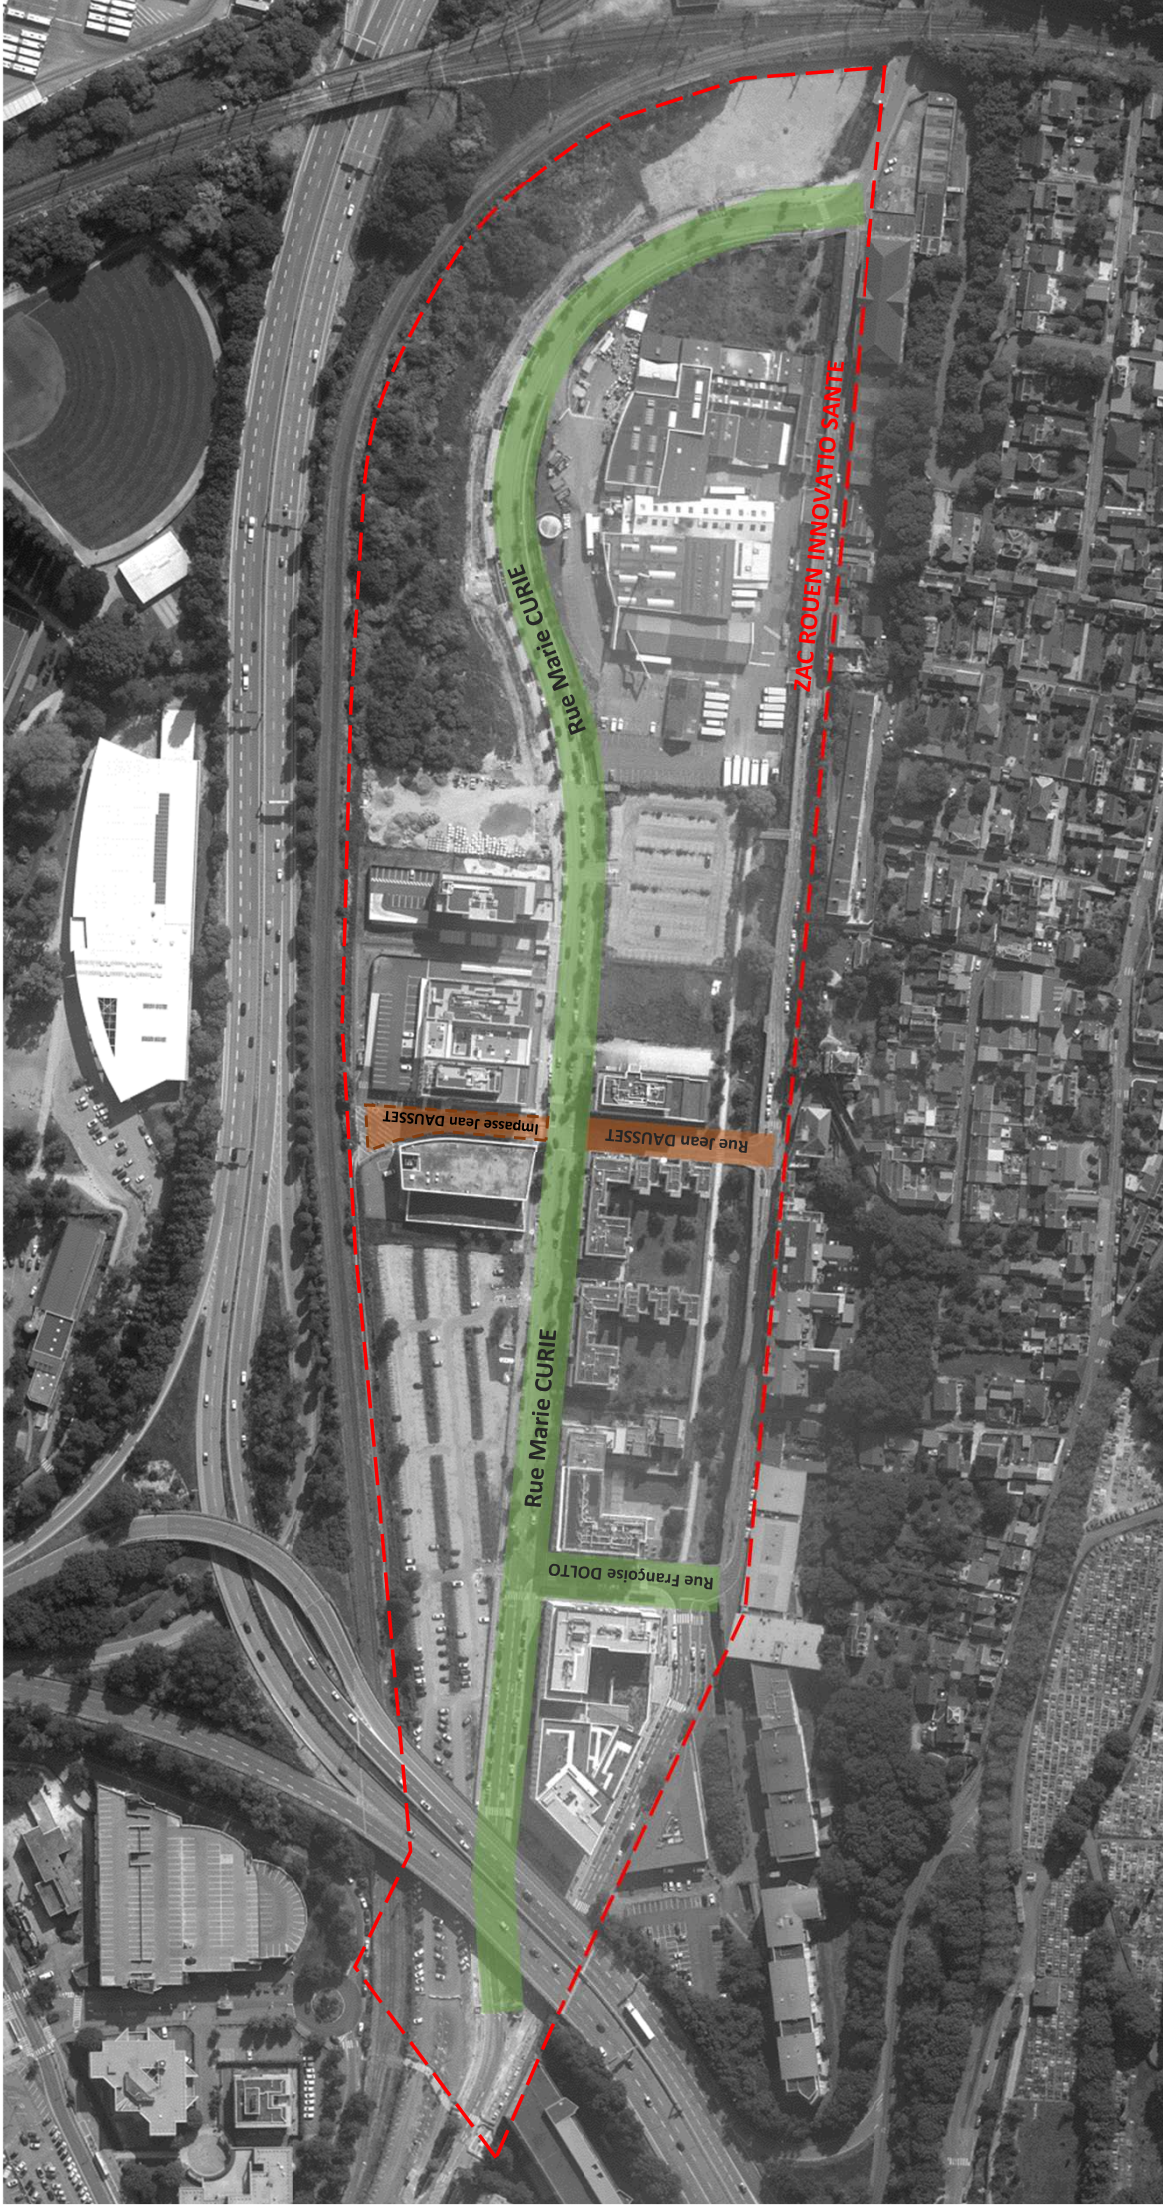 ZAC ROUEN INNOVATIO SANTE
Rue Marie CURIE
Impasse Jean DAUSSET
Rue Jean DAUSSET
Rue Marie CURIE
Rue Françoise DOLTO